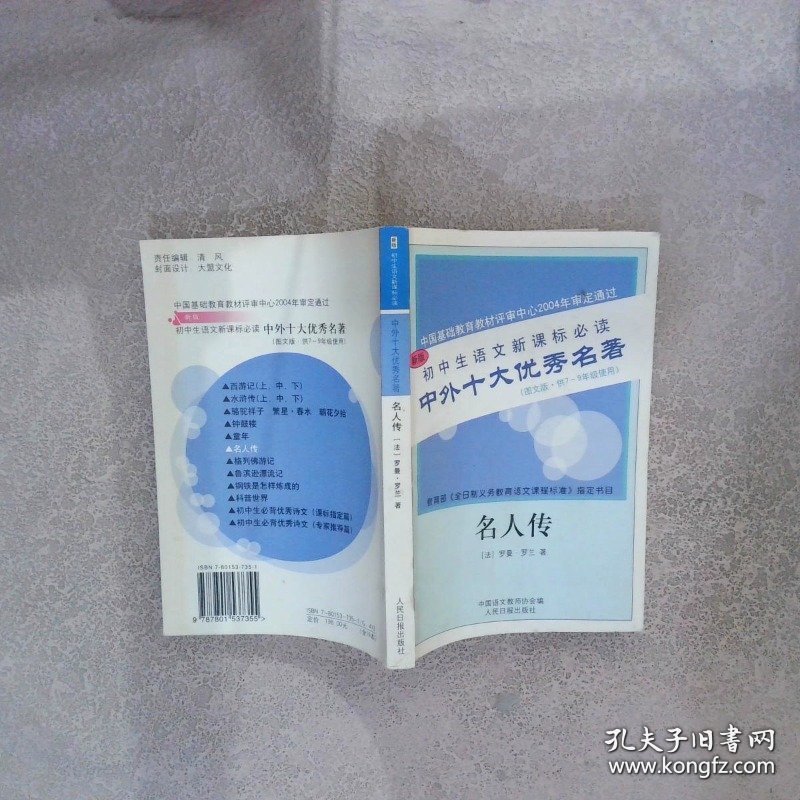 责任编辑 清 风
封面设计 大盟文化
中国基础教育教材评审中心2004年审定通过
新版
初中生语文新课标必读 中外十大优秀名著
(图文版·供7~9年级使用)
▲西游记(上、中、下)
▲水浒传(上、中、下)
▲骆驼祥子 繁星·春水 朝花夕拾
▲钟鼓楼
▲童年
▲名人传
▲格列佛游记
▲鲁滨逊漂流记
▲钢铁是怎样炼成的
▲科普世界
▲初中生必背优秀诗文(课标指定篇)
▲初中生必背优秀诗文(专家推荐篇)
ISBN 7-80153-735-1
9 787801 537355 >
定价 198.00元
新版
初中生语文新课标必读
中外十大优秀名著
名人传
[法]罗曼·罗兰 著
人民日报出版社
中国基础教育教材评审中心2004年审定通过
新版
初中生语文新课标必读
中外十大优秀名著
(图文版·供7~9年级使用)
教育部《全日制义务教育语文课程标准》指定书目
名人传
[法]罗曼·罗兰 著
中国语文教师协会编
人民日报出版社
孔夫子旧书网
www.kongfz.com